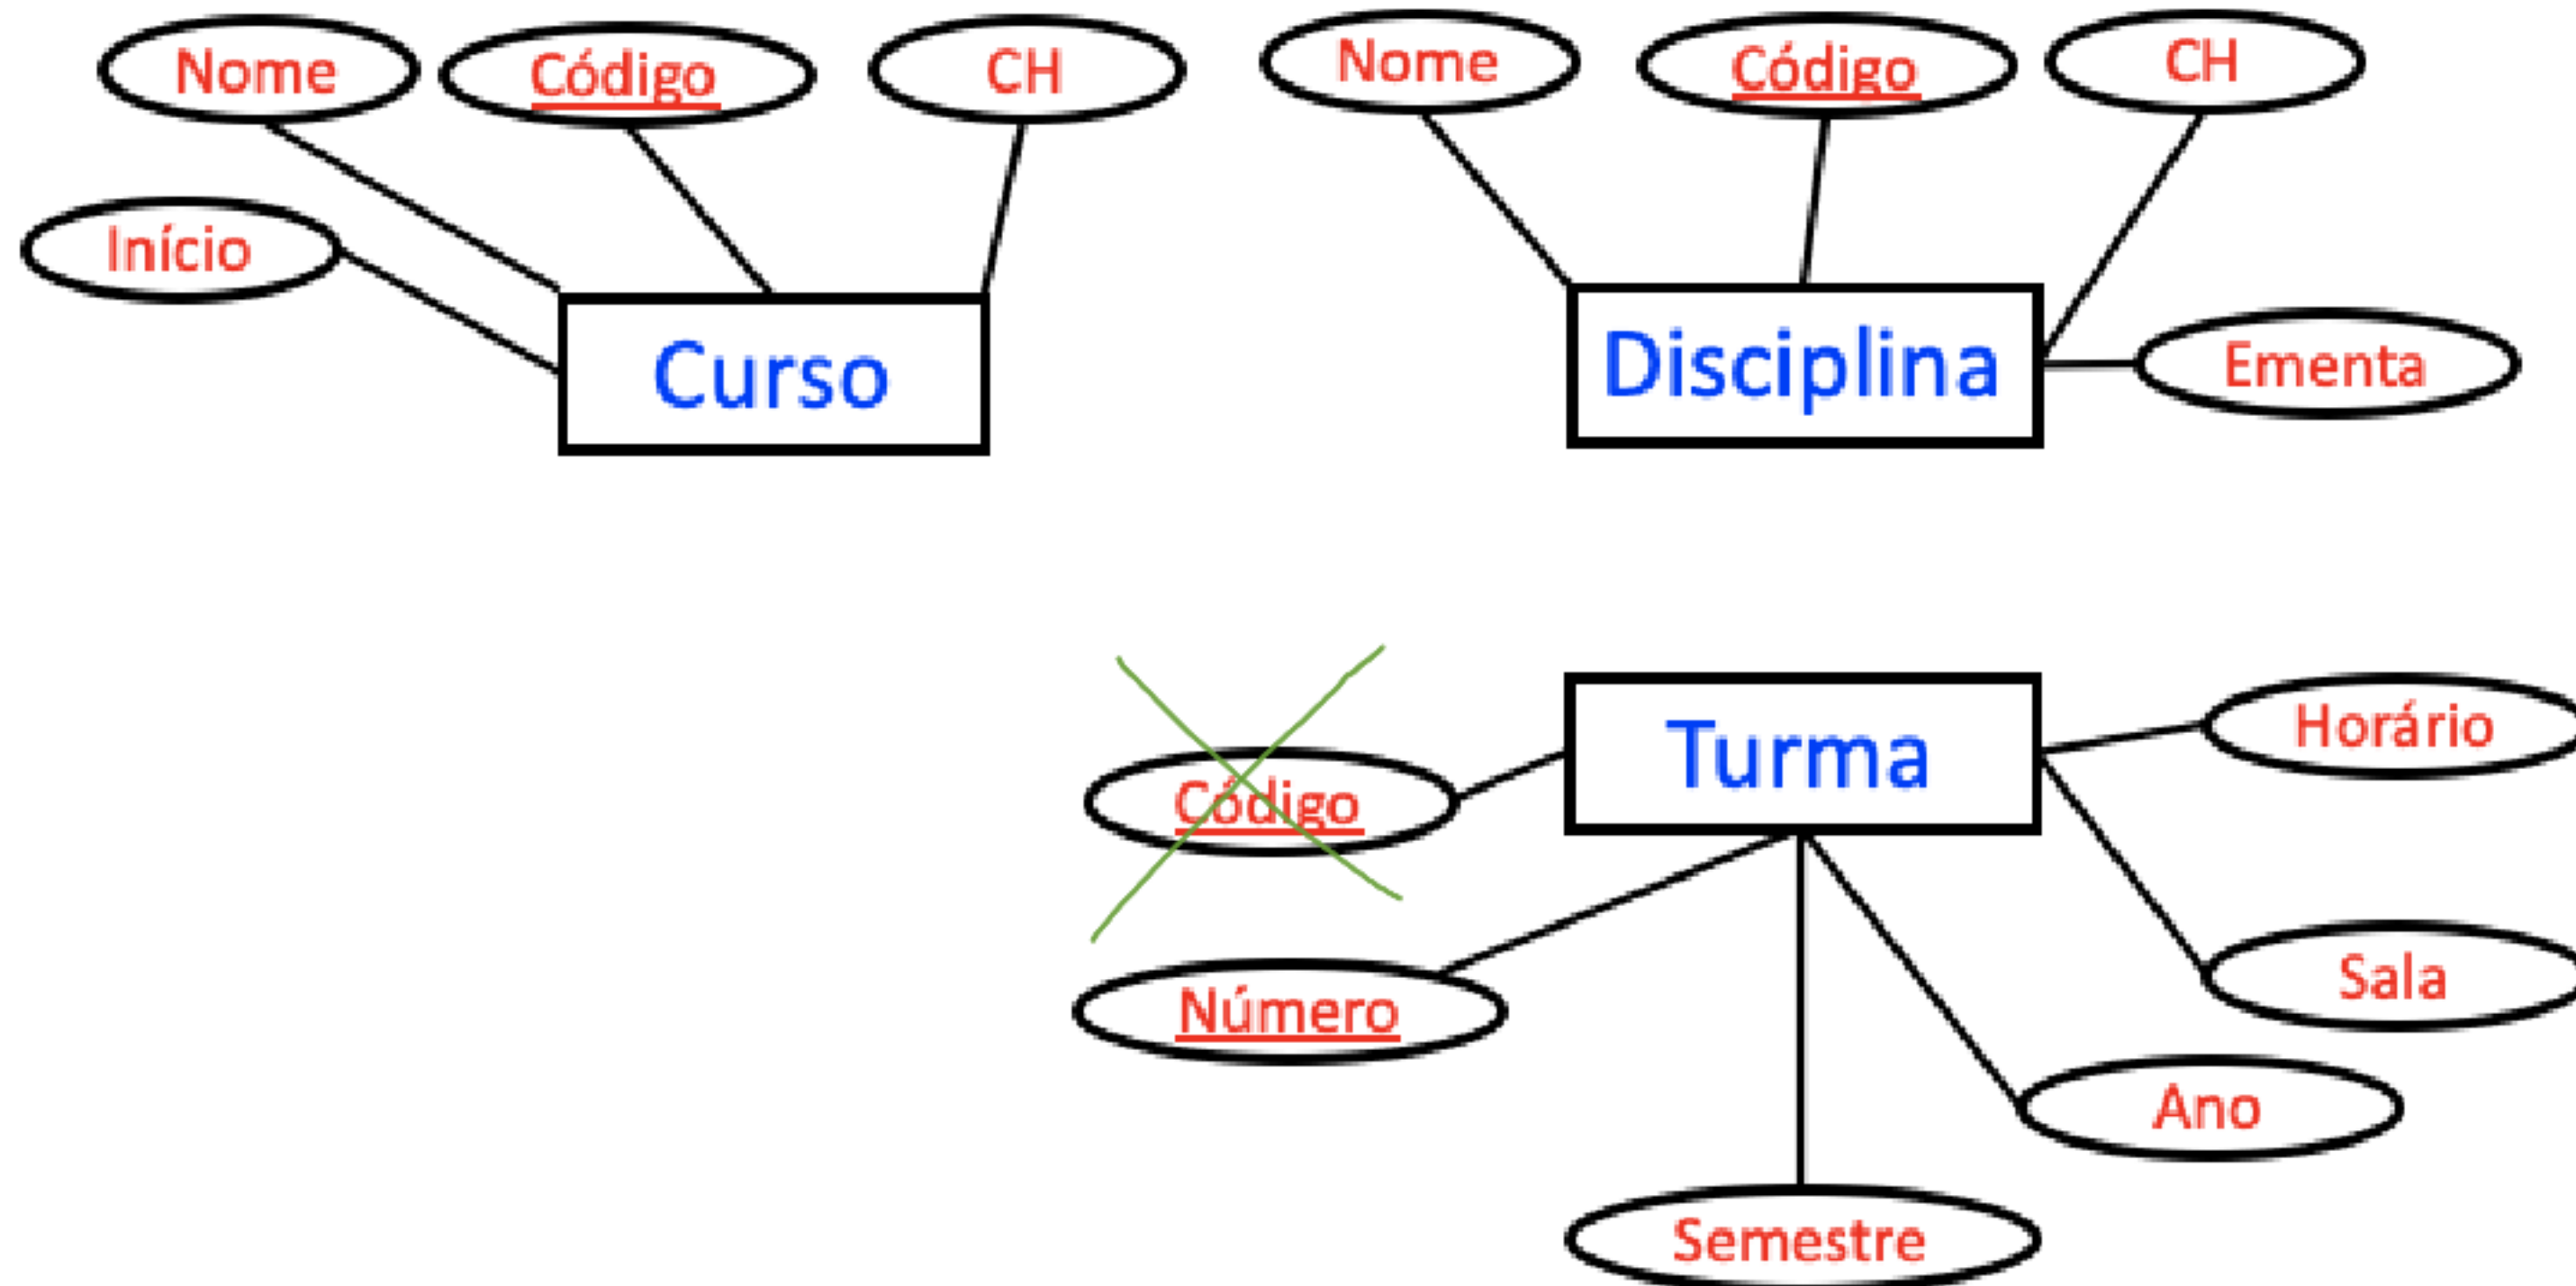 Nome
Código
CH
Início
Curso
Nome
Código
CH
Disciplina
Ementa
Turma
Código
Número
Horário
Sala
Ano
Semestre